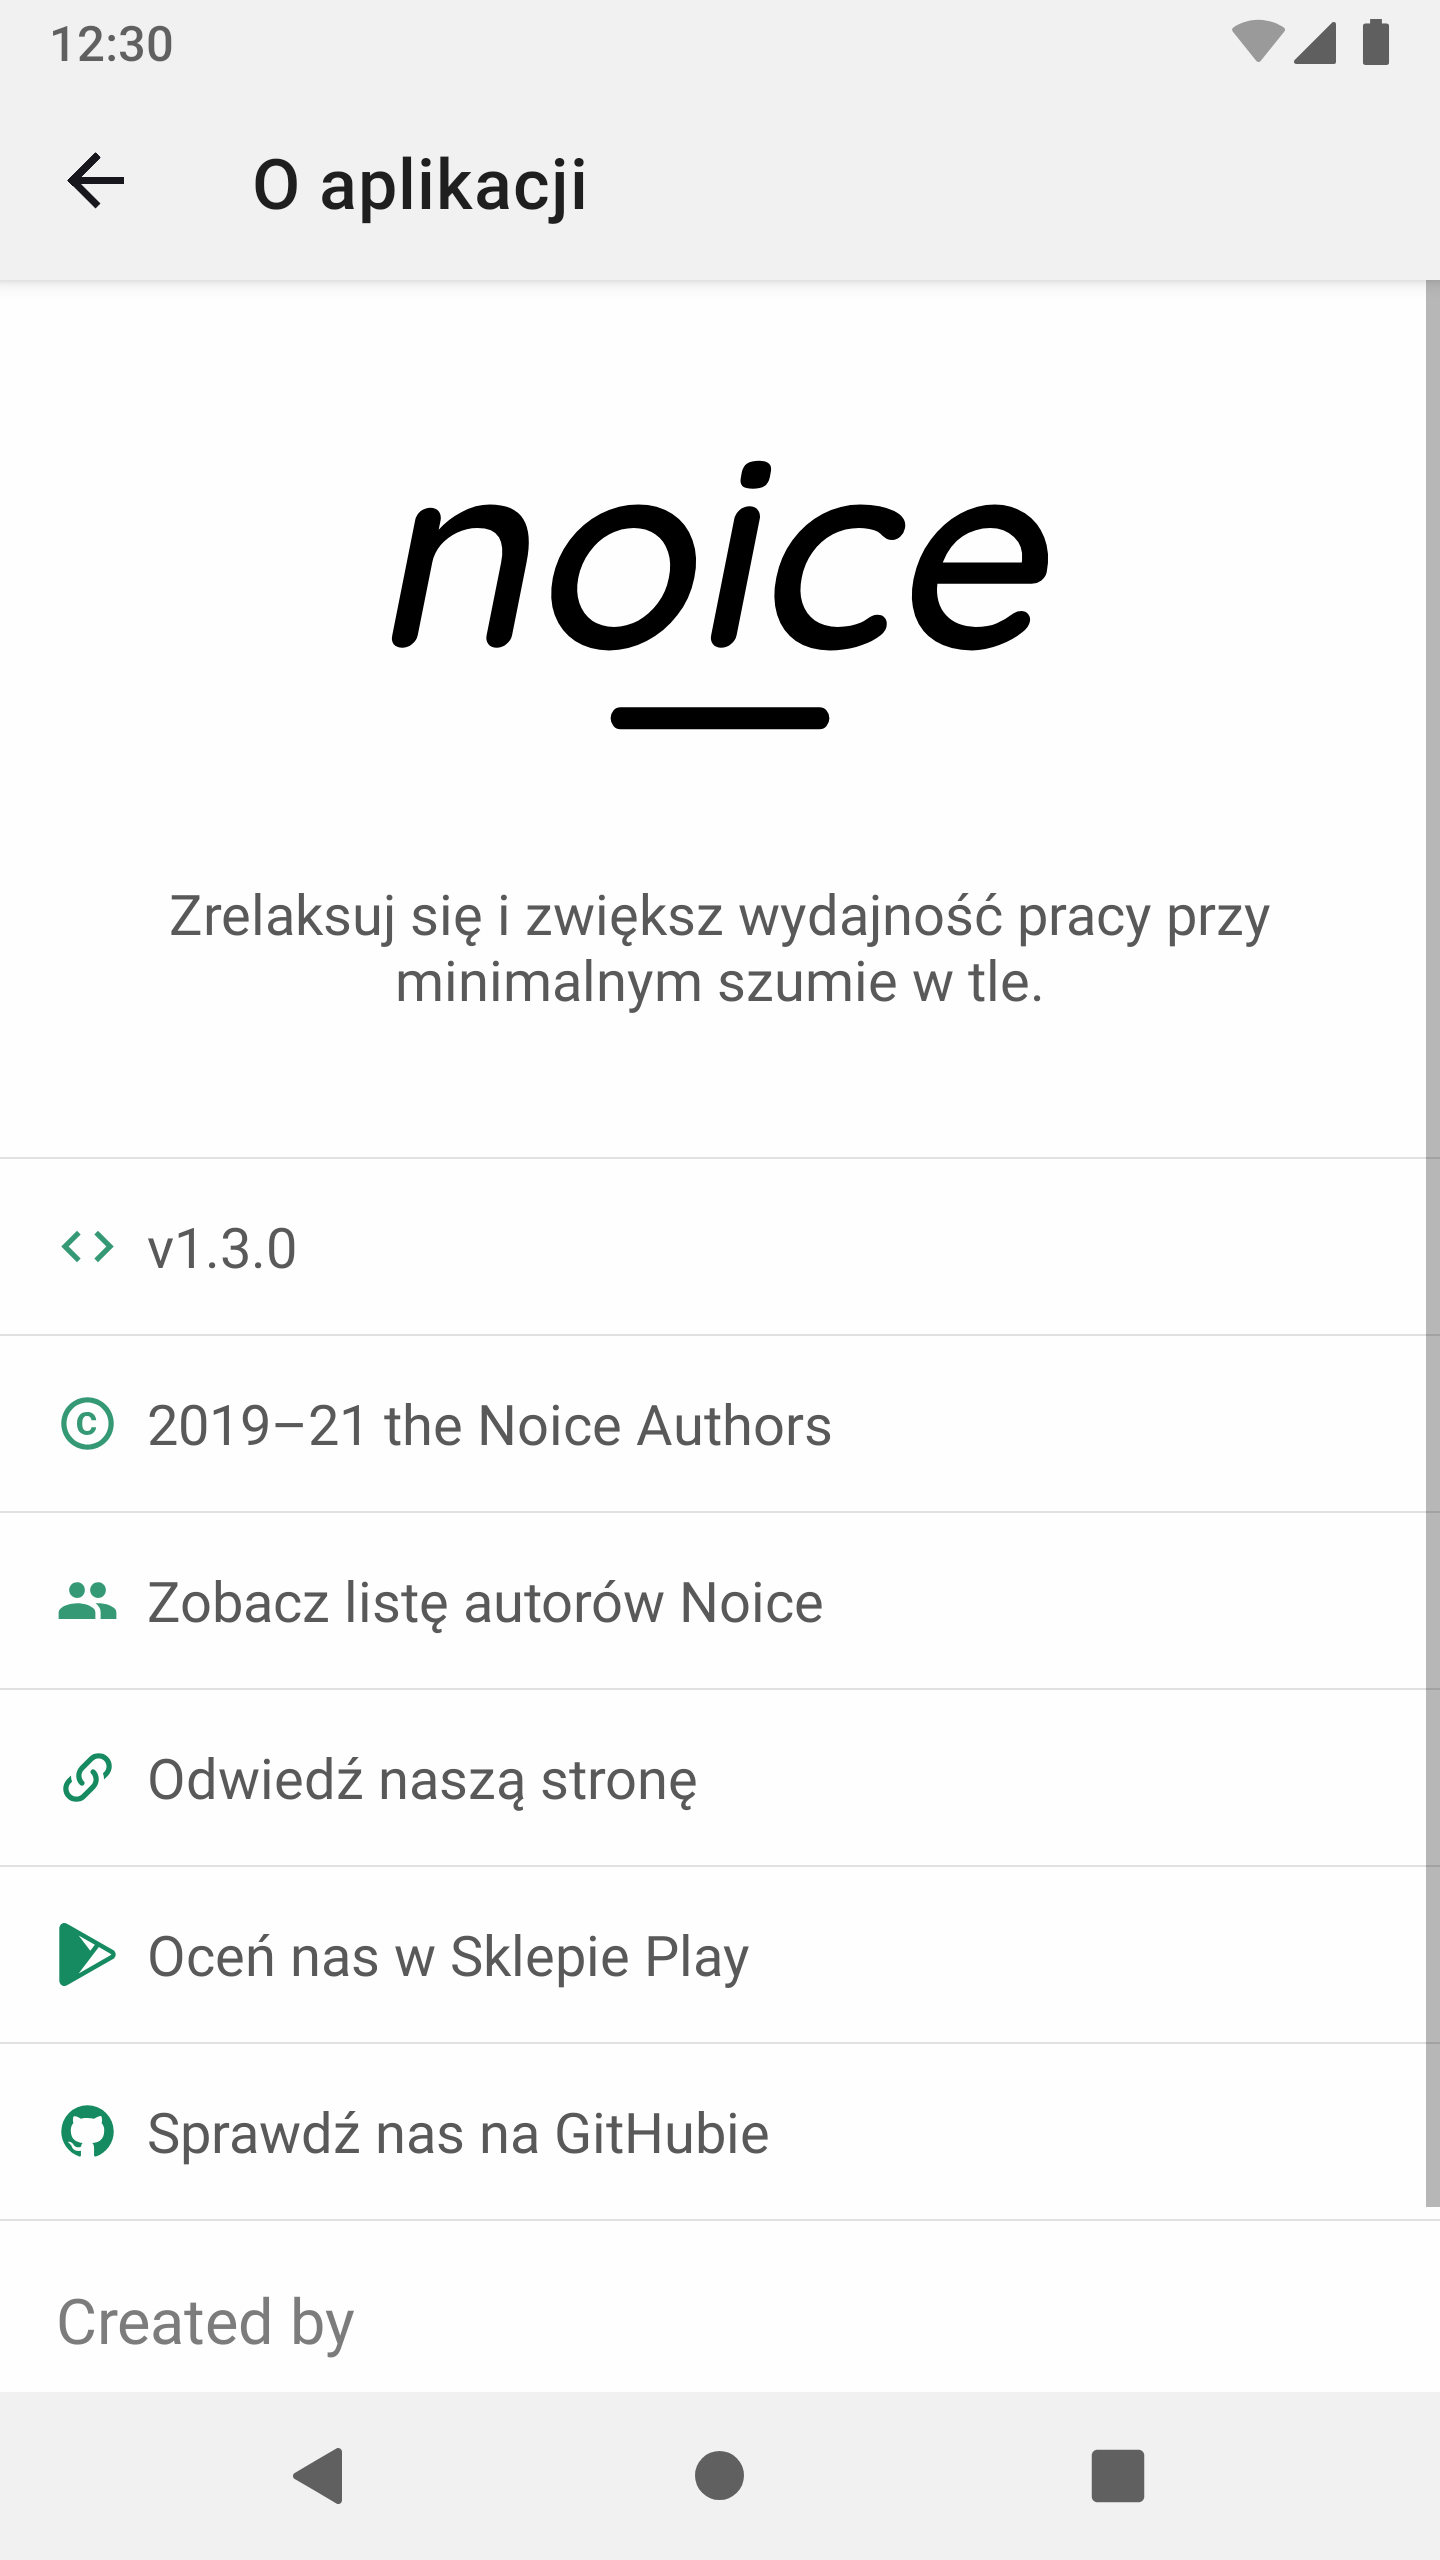 12:30
O aplikacji
noice
Zrelaksuj się i zwiększ wydajność pracy przy
minimalnym szumie w tle.
v1.3.0
2019–21 the Noice Authors
Zobacz listę autorów Noice
Odwiedź naszą stronę
Oceń nas w Sklepie Play
Sprawdź nas na GitHubie
Created by